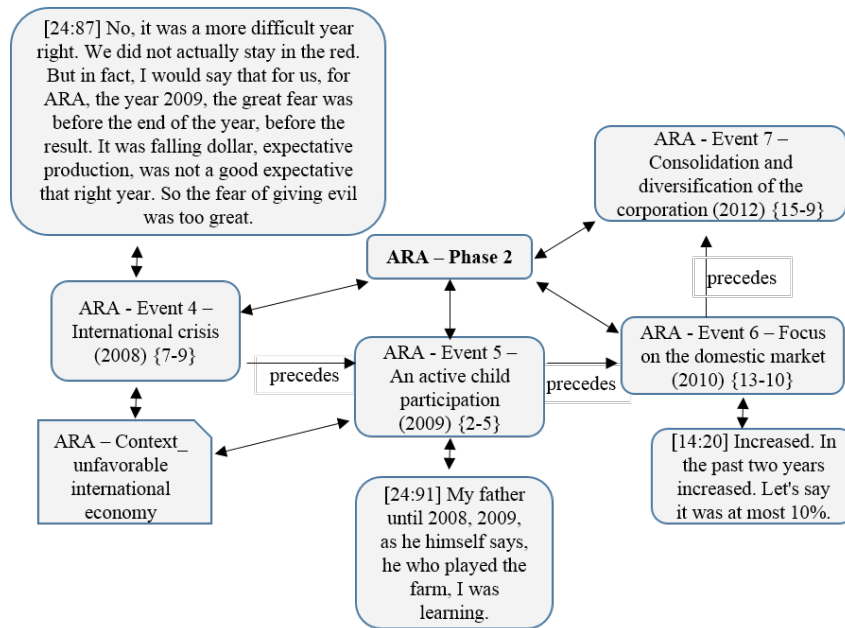 [24:87] No, it was a more difficult year
right. We did not actually stay in the red.
But in fact, I would say that for us, for
ARA, the year 2009, the great fear was
before the end of the year, before the
result. It was falling dollar, expectative
production, was not a good expectative
that right year. So the fear of giving evil
was too great.
ARA - Event 7 –
Consolidation and
diversification of the
corporation (2012) {15-9}
ARA – Phase 2
precedes
ARA - Event 4 –
International crisis
(2008) {7-9}
precedes
ARA - Event 5 –
An active child
participation
(2009) {2-5}
precedes
ARA - Event 6 – Focus
on the domestic market
(2010) {13-10}
ARA – Context_
unfavorable
international
economy
[24:91] My father
until 2008, 2009,
as he himself says,
he who played the
farm, I was
learning.
[14:20] Increased. In
the past two years
increased. Let's say
it was at most 10%.